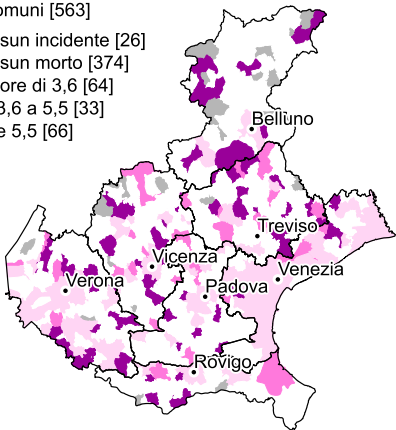 omuni [563]
sun incidente [26]
sun morto [374]
ore di 3,6 [64]
3,6 a 5,5 [33]
e 5,5 [66]
Belluno
Treviso
Vicenza
Venezia
Verona
Padova
Rovigo